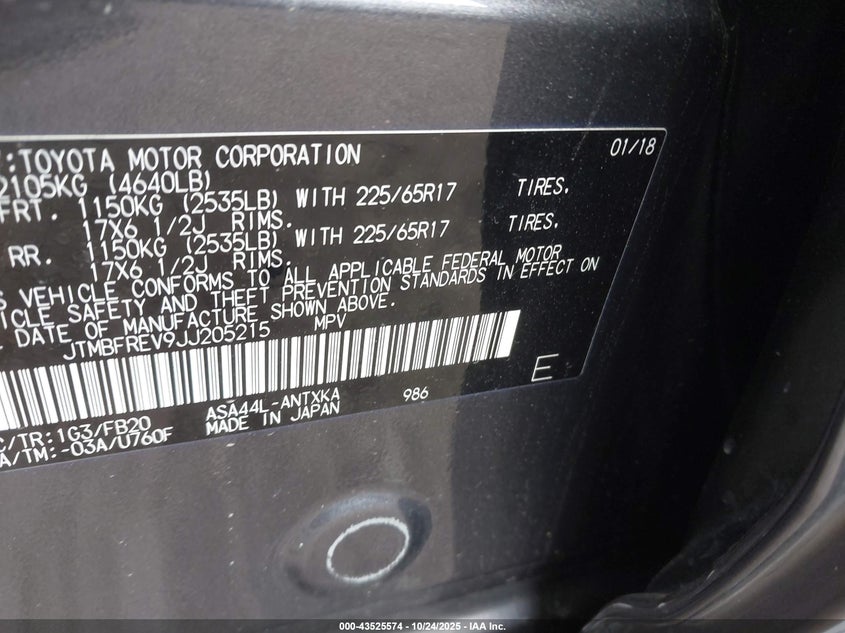 :TOYOTA MOTOR CORPORATION 01/18
2105KG (4640LB)
FRT. 1150KG (2535LB) WITH 225/65R17 TIRES.
17X6 1/2J RIMS.
RR. 1150KG (2535LB) WITH 225/65R17 TIRES.
17X6 1/2J RIMS.
S VEHICLE CONFORMS TO ALL APPLICABLE FEDERAL MOTOR
ICLE SAFETY AND THEFT PREVENTION STANDARDS IN EFFECT ON
DATE OF MANUFACTURE SHOWN ABOVE.
JTMBFREV9JJ205215 MPV
E
C/TR:1G3/FB20 ASA44L-ANTXKA 986
A/TM:-03A/U760F MADE IN JAPAN
000-43525574 | 10/24/2025 | IAA Inc.